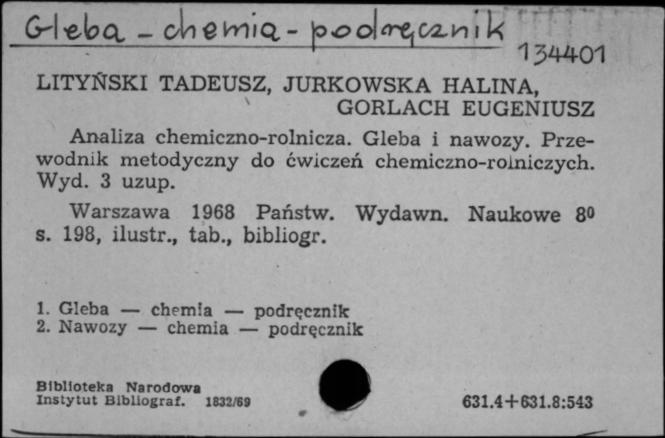 Gleba - chemia - podręcznik
134401
LITYŃSKI TADEUSZ, JURKOWSKA HALINA,
GORLACH EUGENIUSZ
Analiza chemiczno-rolnicza. Gleba i nawozy. Prze-
wodnik metodyczny do ćwiczeń chemiczno-rolniczych.
Wyd. 3 uzup.
Warszawa 1968 Państw. Wydawn. Naukowe 8⁰
s. 198, ilustr., tab., bibliogr.
1. Gleba — chemia — podręcznik
2. Nawozy — chemia — podręcznik
Biblioteka Narodowa
Instytut Bibliograf. 1832/69
631.4+631.8:543